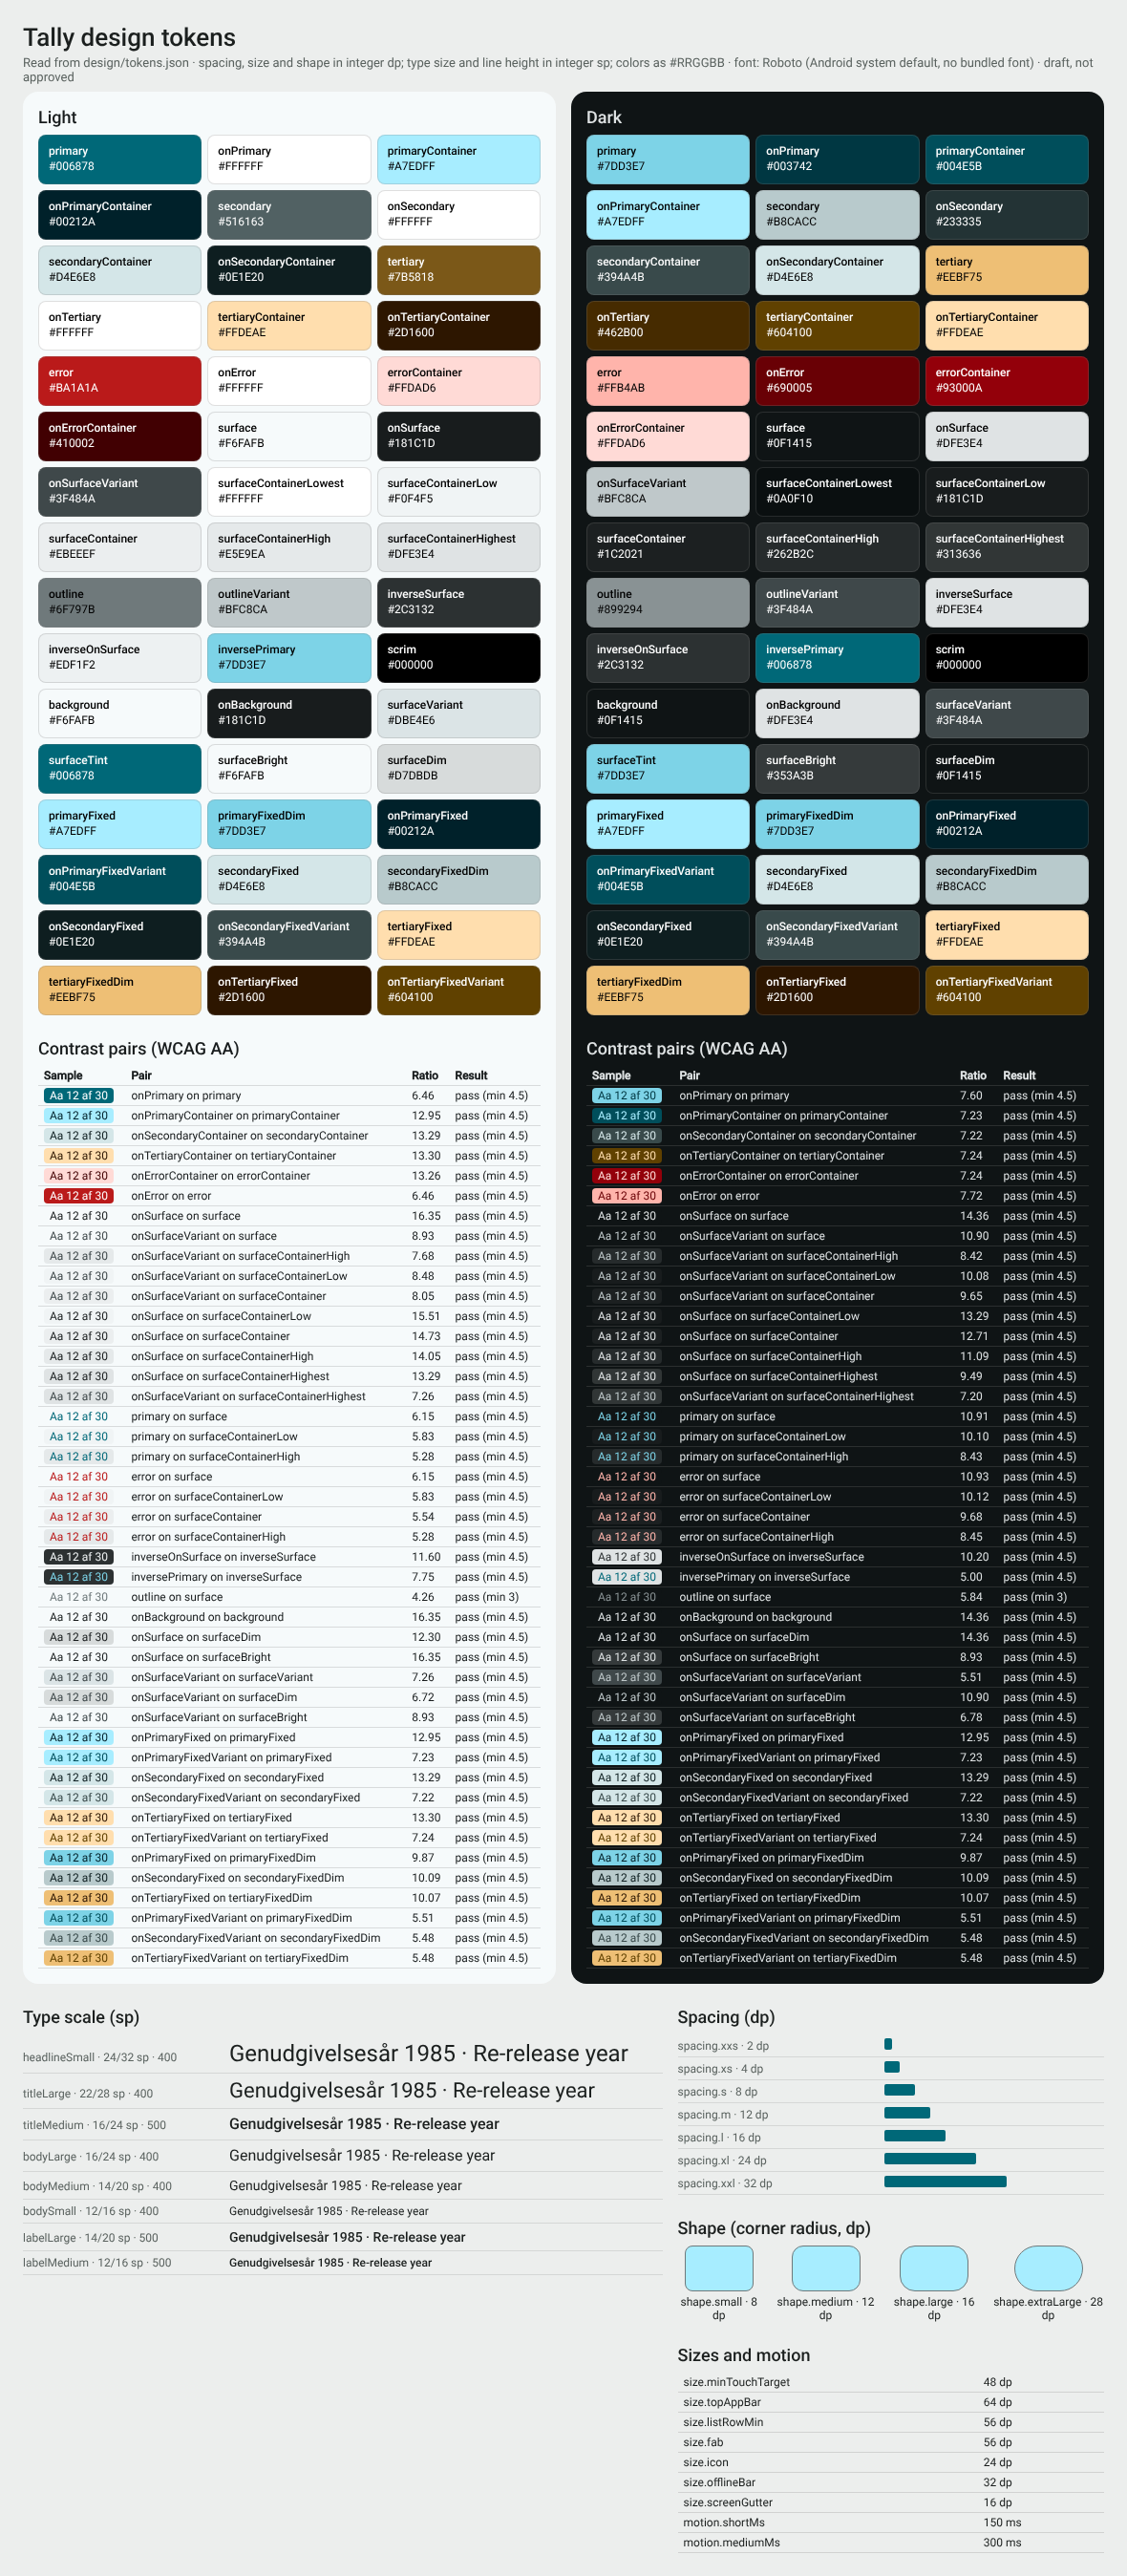 Tally design tokens
Read from design/tokens.json · spacing, size and shape in integer dp; type size and line height in integer sp; colors as #RRGGBB · font: Roboto (Android system default, no bundled font) · draft, not
approved
Light
primary
#006878
onPrimary
#FFFFFF
primaryContainer
#A7EDFF
onPrimaryContainer
#00212A
secondary
#516163
onSecondary
#FFFFFF
secondaryContainer
#D4E6E8
onSecondaryContainer
#0E1E20
tertiary
#7B5818
onTertiary
#FFFFFF
tertiaryContainer
#FFDEAE
onTertiaryContainer
#2D1600
error
#BA1A1A
onError
#FFFFFF
errorContainer
#FFDAD6
onErrorContainer
#410002
surface
#F6FAFB
onSurface
#181C1D
onSurfaceVariant
#3F484A
surfaceContainerLowest
#FFFFFF
surfaceContainerLow
#F0F4F5
surfaceContainer
#EBEEEF
surfaceContainerHigh
#E5E9EA
surfaceContainerHighest
#DFE3E4
outline
#6F797B
outlineVariant
#BFC8CA
inverseSurface
#2C3132
inverseOnSurface
#EDF1F2
inversePrimary
#7DD3E7
scrim
#000000
background
#F6FAFB
onBackground
#181C1D
surfaceVariant
#DBE4E6
surfaceTint
#006878
surfaceBright
#F6FAFB
surfaceDim
#D7DBDB
primaryFixed
#A7EDFF
primaryFixedDim
#7DD3E7
onPrimaryFixed
#00212A
onPrimaryFixedVariant
#004E5B
secondaryFixed
#D4E6E8
secondaryFixedDim
#B8CACC
onSecondaryFixed
#0E1E20
onSecondaryFixedVariant
#394A4B
tertiaryFixed
#FFDEAE
tertiaryFixedDim
#EEBF75
onTertiaryFixed
#2D1600
onTertiaryFixedVariant
#604100
Contrast pairs (WCAG AA)
Sample Pair Ratio Result
Aa 12 af 30 onPrimary on primary 6.46 pass (min 4.5)
Aa 12 af 30 onPrimaryContainer on primaryContainer 12.95 pass (min 4.5)
Aa 12 af 30 onSecondaryContainer on secondaryContainer 13.29 pass (min 4.5)
Aa 12 af 30 onTertiaryContainer on tertiaryContainer 13.30 pass (min 4.5)
Aa 12 af 30 onErrorContainer on errorContainer 13.26 pass (min 4.5)
Aa 12 af 30 onError on error 6.46 pass (min 4.5)
Aa 12 af 30 onSurface on surface 16.35 pass (min 4.5)
Aa 12 af 30 onSurfaceVariant on surface 8.93 pass (min 4.5)
Aa 12 af 30 onSurfaceVariant on surfaceContainerHigh 7.68 pass (min 4.5)
Aa 12 af 30 onSurfaceVariant on surfaceContainerLow 8.48 pass (min 4.5)
Aa 12 af 30 onSurfaceVariant on surfaceContainer 8.05 pass (min 4.5)
Aa 12 af 30 onSurface on surfaceContainerLow 15.51 pass (min 4.5)
Aa 12 af 30 onSurface on surfaceContainer 14.73 pass (min 4.5)
Aa 12 af 30 onSurface on surfaceContainerHigh 14.05 pass (min 4.5)
Aa 12 af 30 onSurface on surfaceContainerHighest 13.29 pass (min 4.5)
Aa 12 af 30 onSurfaceVariant on surfaceContainerHighest 7.26 pass (min 4.5)
Aa 12 af 30 primary on surface 6.15 pass (min 4.5)
Aa 12 af 30 primary on surfaceContainerLow 5.83 pass (min 4.5)
Aa 12 af 30 primary on surfaceContainerHigh 5.28 pass (min 4.5)
Aa 12 af 30 error on surface 6.15 pass (min 4.5)
Aa 12 af 30 error on surfaceContainerLow 5.83 pass (min 4.5)
Aa 12 af 30 error on surfaceContainer 5.54 pass (min 4.5)
Aa 12 af 30 error on surfaceContainerHigh 5.28 pass (min 4.5)
Aa 12 af 30 inverseOnSurface on inverseSurface 11.60 pass (min 4.5)
Aa 12 af 30 inversePrimary on inverseSurface 7.75 pass (min 4.5)
Aa 12 af 30 outline on surface 4.26 pass (min 3)
Aa 12 af 30 onBackground on background 16.35 pass (min 4.5)
Aa 12 af 30 onSurface on surfaceDim 12.30 pass (min 4.5)
Aa 12 af 30 onSurface on surfaceBright 16.35 pass (min 4.5)
Aa 12 af 30 onSurfaceVariant on surfaceVariant 7.26 pass (min 4.5)
Aa 12 af 30 onSurfaceVariant on surfaceDim 6.72 pass (min 4.5)
Aa 12 af 30 onSurfaceVariant on surfaceBright 8.93 pass (min 4.5)
Aa 12 af 30 onPrimaryFixed on primaryFixed 12.95 pass (min 4.5)
Aa 12 af 30 onPrimaryFixedVariant on primaryFixed 7.23 pass (min 4.5)
Aa 12 af 30 onSecondaryFixed on secondaryFixed 13.29 pass (min 4.5)
Aa 12 af 30 onSecondaryFixedVariant on secondaryFixed 7.22 pass (min 4.5)
Aa 12 af 30 onTertiaryFixed on tertiaryFixed 13.30 pass (min 4.5)
Aa 12 af 30 onTertiaryFixedVariant on tertiaryFixed 7.24 pass (min 4.5)
Aa 12 af 30 onPrimaryFixed on primaryFixedDim 9.87 pass (min 4.5)
Aa 12 af 30 onSecondaryFixed on secondaryFixedDim 10.09 pass (min 4.5)
Aa 12 af 30 onTertiaryFixed on tertiaryFixedDim 10.07 pass (min 4.5)
Aa 12 af 30 onPrimaryFixedVariant on primaryFixedDim 5.51 pass (min 4.5)
Aa 12 af 30 onSecondaryFixedVariant on secondaryFixedDim 5.48 pass (min 4.5)
Aa 12 af 30 onTertiaryFixedVariant on tertiaryFixedDim 5.48 pass (min 4.5)
Dark
primary
#7DD3E7
onPrimary
#003742
primaryContainer
#004E5B
onPrimaryContainer
#A7EDFF
secondary
#B8CACC
onSecondary
#233335
secondaryContainer
#394A4B
onSecondaryContainer
#D4E6E8
tertiary
#EEBF75
onTertiary
#462B00
tertiaryContainer
#604100
onTertiaryContainer
#FFDEAE
error
#FFB4AB
onError
#690005
errorContainer
#93000A
onErrorContainer
#FFDAD6
surface
#0F1415
onSurface
#DFE3E4
onSurfaceVariant
#BFC8CA
surfaceContainerLowest
#0A0F10
surfaceContainerLow
#181C1D
surfaceContainer
#1C2021
surfaceContainerHigh
#262B2C
surfaceContainerHighest
#313636
outline
#899294
outlineVariant
#3F484A
inverseSurface
#DFE3E4
inverseOnSurface
#2C3132
inversePrimary
#006878
scrim
#000000
background
#0F1415
onBackground
#DFE3E4
surfaceVariant
#3F484A
surfaceTint
#7DD3E7
surfaceBright
#353A3B
surfaceDim
#0F1415
primaryFixed
#A7EDFF
primaryFixedDim
#7DD3E7
onPrimaryFixed
#00212A
onPrimaryFixedVariant
#004E5B
secondaryFixed
#D4E6E8
secondaryFixedDim
#B8CACC
onSecondaryFixed
#0E1E20
onSecondaryFixedVariant
#394A4B
tertiaryFixed
#FFDEAE
tertiaryFixedDim
#EEBF75
onTertiaryFixed
#2D1600
onTertiaryFixedVariant
#604100
Contrast pairs (WCAG AA)
Sample Pair Ratio Result
Aa 12 af 30 onPrimary on primary 7.60 pass (min 4.5)
Aa 12 af 30 onPrimaryContainer on primaryContainer 7.23 pass (min 4.5)
Aa 12 af 30 onSecondaryContainer on secondaryContainer 7.22 pass (min 4.5)
Aa 12 af 30 onTertiaryContainer on tertiaryContainer 7.24 pass (min 4.5)
Aa 12 af 30 onErrorContainer on errorContainer 7.24 pass (min 4.5)
Aa 12 af 30 onError on error 7.72 pass (min 4.5)
Aa 12 af 30 onSurface on surface 14.36 pass (min 4.5)
Aa 12 af 30 onSurfaceVariant on surface 10.90 pass (min 4.5)
Aa 12 af 30 onSurfaceVariant on surfaceContainerHigh 8.42 pass (min 4.5)
Aa 12 af 30 onSurfaceVariant on surfaceContainerLow 10.08 pass (min 4.5)
Aa 12 af 30 onSurfaceVariant on surfaceContainer 9.65 pass (min 4.5)
Aa 12 af 30 onSurface on surfaceContainerLow 13.29 pass (min 4.5)
Aa 12 af 30 onSurface on surfaceContainer 12.71 pass (min 4.5)
Aa 12 af 30 onSurface on surfaceContainerHigh 11.09 pass (min 4.5)
Aa 12 af 30 onSurface on surfaceContainerHighest 9.49 pass (min 4.5)
Aa 12 af 30 onSurfaceVariant on surfaceContainerHighest 7.20 pass (min 4.5)
Aa 12 af 30 primary on surface 10.91 pass (min 4.5)
Aa 12 af 30 primary on surfaceContainerLow 10.10 pass (min 4.5)
Aa 12 af 30 primary on surfaceContainerHigh 8.43 pass (min 4.5)
Aa 12 af 30 error on surface 10.93 pass (min 4.5)
Aa 12 af 30 error on surfaceContainerLow 10.12 pass (min 4.5)
Aa 12 af 30 error on surfaceContainer 9.68 pass (min 4.5)
Aa 12 af 30 error on surfaceContainerHigh 8.45 pass (min 4.5)
Aa 12 af 30 inverseOnSurface on inverseSurface 10.20 pass (min 4.5)
Aa 12 af 30 inversePrimary on inverseSurface 5.00 pass (min 4.5)
Aa 12 af 30 outline on surface 5.84 pass (min 3)
Aa 12 af 30 onBackground on background 14.36 pass (min 4.5)
Aa 12 af 30 onSurface on surfaceDim 14.36 pass (min 4.5)
Aa 12 af 30 onSurface on surfaceBright 8.93 pass (min 4.5)
Aa 12 af 30 onSurfaceVariant on surfaceVariant 5.51 pass (min 4.5)
Aa 12 af 30 onSurfaceVariant on surfaceDim 10.90 pass (min 4.5)
Aa 12 af 30 onSurfaceVariant on surfaceBright 6.78 pass (min 4.5)
Aa 12 af 30 onPrimaryFixed on primaryFixed 12.95 pass (min 4.5)
Aa 12 af 30 onPrimaryFixedVariant on primaryFixed 7.23 pass (min 4.5)
Aa 12 af 30 onSecondaryFixed on secondaryFixed 13.29 pass (min 4.5)
Aa 12 af 30 onSecondaryFixedVariant on secondaryFixed 7.22 pass (min 4.5)
Aa 12 af 30 onTertiaryFixed on tertiaryFixed 13.30 pass (min 4.5)
Aa 12 af 30 onTertiaryFixedVariant on tertiaryFixed 7.24 pass (min 4.5)
Aa 12 af 30 onPrimaryFixed on primaryFixedDim 9.87 pass (min 4.5)
Aa 12 af 30 onSecondaryFixed on secondaryFixedDim 10.09 pass (min 4.5)
Aa 12 af 30 onTertiaryFixed on tertiaryFixedDim 10.07 pass (min 4.5)
Aa 12 af 30 onPrimaryFixedVariant on primaryFixedDim 5.51 pass (min 4.5)
Aa 12 af 30 onSecondaryFixedVariant on secondaryFixedDim 5.48 pass (min 4.5)
Aa 12 af 30 onTertiaryFixedVariant on tertiaryFixedDim 5.48 pass (min 4.5)
Type scale (sp)
headlineSmall · 24/32 sp · 400 Genudgivelsesår 1985 · Re-release year
titleLarge · 22/28 sp · 400 Genudgivelsesår 1985 · Re-release year
titleMedium · 16/24 sp · 500 Genudgivelsesår 1985 · Re-release year
bodyLarge · 16/24 sp · 400 Genudgivelsesår 1985 · Re-release year
bodyMedium · 14/20 sp · 400 Genudgivelsesår 1985 · Re-release year
bodySmall · 12/16 sp · 400 Genudgivelsesår 1985 · Re-release year
labelLarge · 14/20 sp · 500 Genudgivelsesår 1985 · Re-release year
labelMedium · 12/16 sp · 500 Genudgivelsesår 1985 · Re-release year
Spacing (dp)
spacing.xxs · 2 dp
spacing.xs · 4 dp
spacing.s · 8 dp
spacing.m · 12 dp
spacing.l · 16 dp
spacing.xl · 24 dp
spacing.xxl · 32 dp
Shape (corner radius, dp)
shape.small · 8
dp
shape.medium · 12
dp
shape.large · 16
dp
shape.extraLarge · 28
dp
Sizes and motion
size.minTouchTarget 48 dp
size.topAppBar 64 dp
size.listRowMin 56 dp
size.fab 56 dp
size.icon 24 dp
size.offlineBar 32 dp
size.screenGutter 16 dp
motion.shortMs 150 ms
motion.mediumMs 300 ms